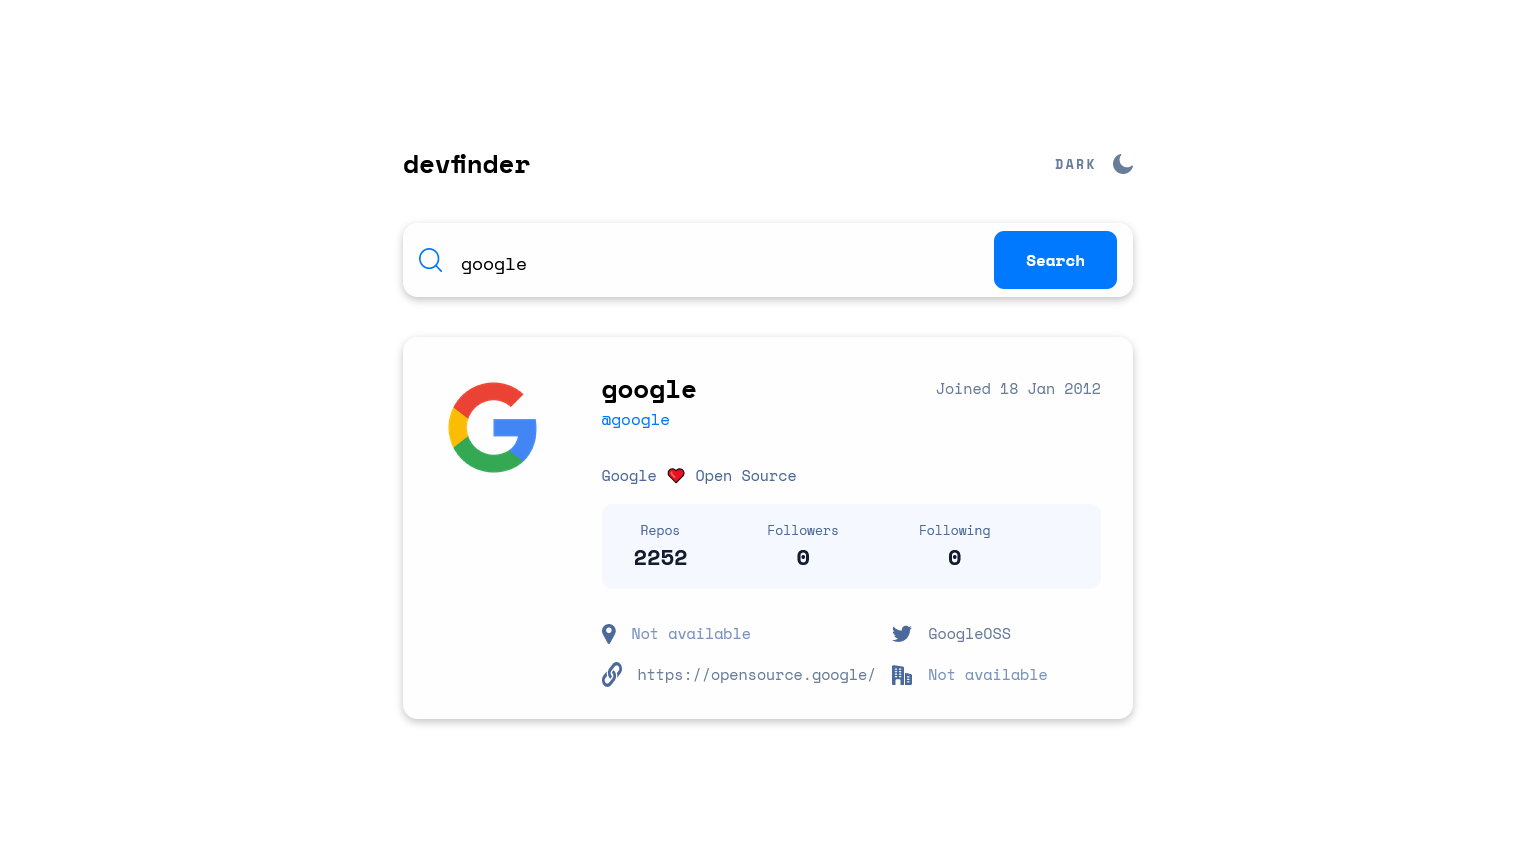 devfinder
DARK
google
Search
google
Joined 18 Jan 2012
@google
Google ❤️ Open Source
Repos Followers Following
2252 0 0
Not available GoogleOSS
https://opensource.google/ Not available